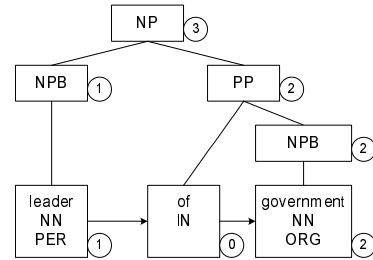 NP
3
NPB
1
PP
2
NPB
2
leader
NN
PER
1
of
IN
0
government
NN
ORG
2